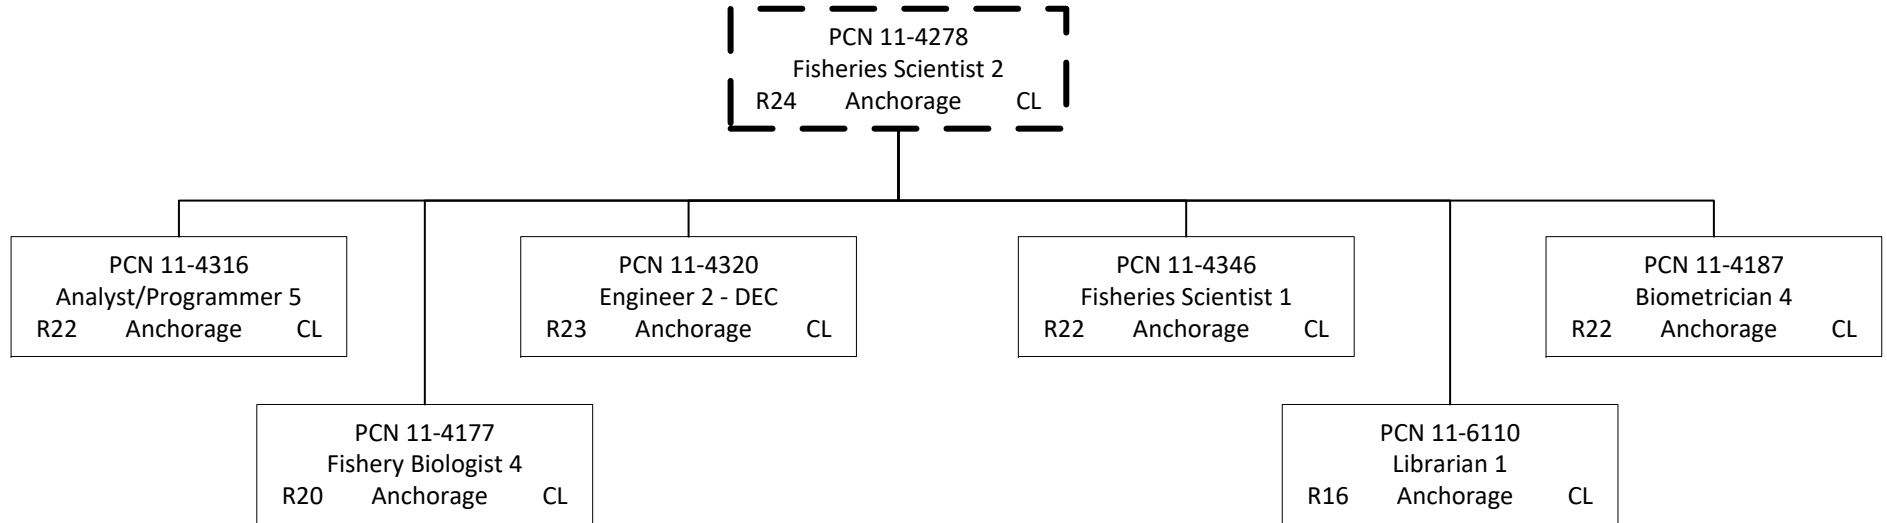 PCN 11-4278
Fisheries Scientist 2
R24 Anchorage CL
PCN 11-4316
Analyst/Programmer 5
R22 Anchorage CL
PCN 11-4320
Engineer 2 - DEC
R23 Anchorage CL
PCN 11-4346
Fisheries Scientist 1
R22 Anchorage CL
PCN 11-4187
Biometrician 4
R22 Anchorage CL
PCN 11-4177
Fishery Biologist 4
R20 Anchorage CL
PCN 11-6110
Librarian 1
R16 Anchorage CL